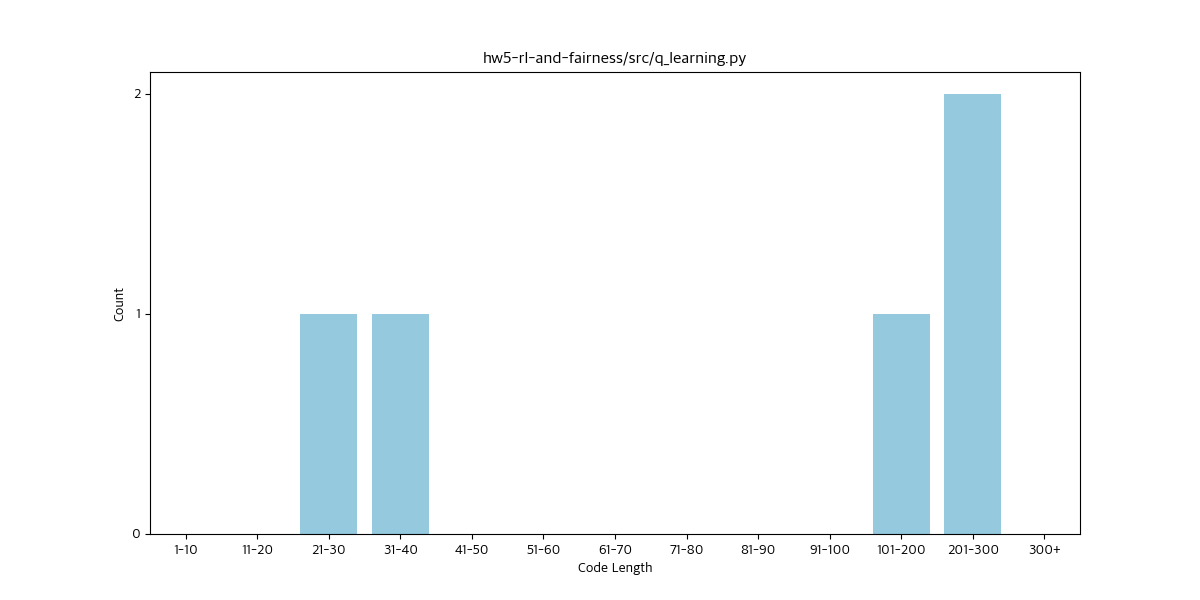 hw5-rl-and-fairness/src/q_learning.py
2
1
0
Count
1-10 11-20 21-30 31-40 41-50 51-60 61-70 71-80 81-90 91-100 101-200 201-300 300+
Code Length